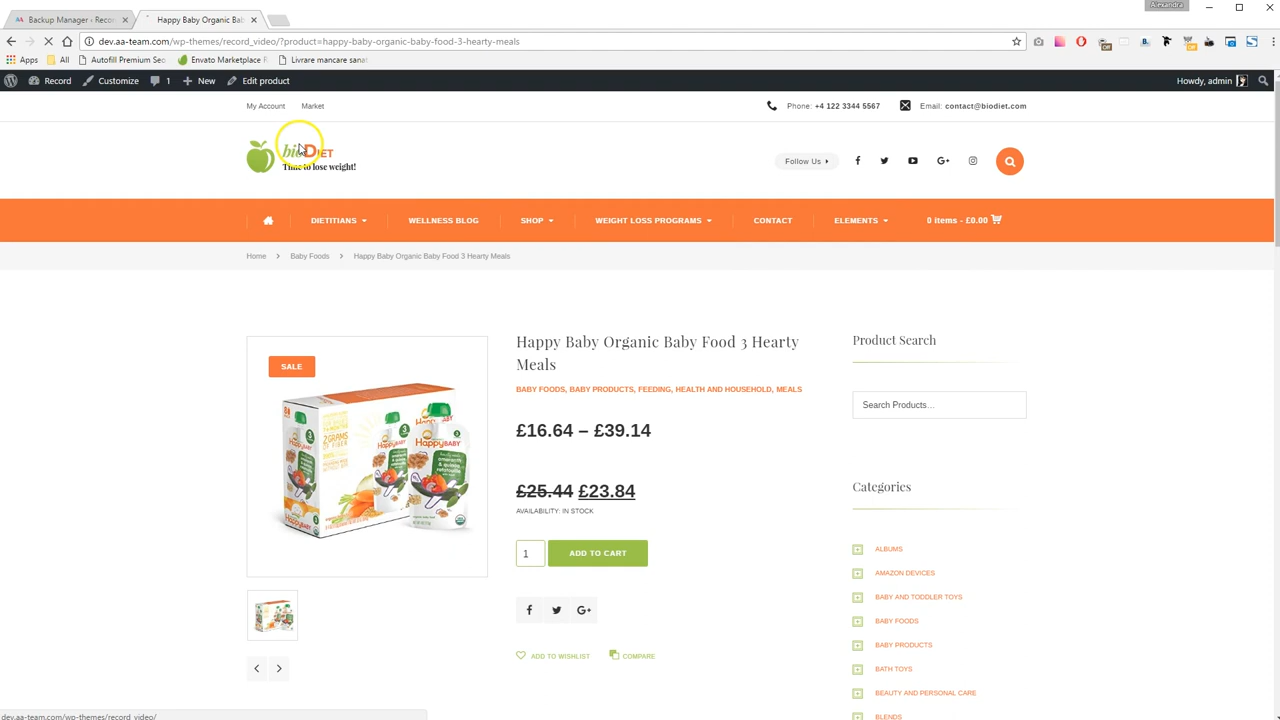 Alexandra
Backup Manager ‹ Recor
Happy Baby Organic Bab
dev.aa-team.com/wp-themes/record_video/?product=happy-baby-organic-baby-food-3-hearty-meals
Apps All Autofill Premium Seo Envato Marketplace Livrare mancare sanat
Record Customize 1 New Edit product Howdy, admin
My Account Market Phone: +4 122 3344 5567 Email: contact@biodiet.com
bioDIET
Time to lose weight!
Follow Us
DIETITIANS WELLNESS BLOG SHOP WEIGHT LOSS PROGRAMS CONTACT ELEMENTS 0 items - £0.00
Home > Baby Foods > Happy Baby Organic Baby Food 3 Hearty Meals
SALE
HappyBABY
Happy Baby Organic Baby Food 3 Hearty
Meals
BABY FOODS, BABY PRODUCTS, FEEDING, HEALTH AND HOUSEHOLD, MEALS
£16.64 – £39.14
£25.44 £23.84
AVAILABILITY: IN STOCK
1 ADD TO CART
ADD TO WISHLIST COMPARE
Product Search
Search Products...
Categories
ALBUMS
AMAZON DEVICES
BABY AND TODDLER TOYS
BABY FOODS
BABY PRODUCTS
BATH TOYS
BEAUTY AND PERSONAL CARE
BLENDS
dev.aa-team.com/wp-themes/record_video/